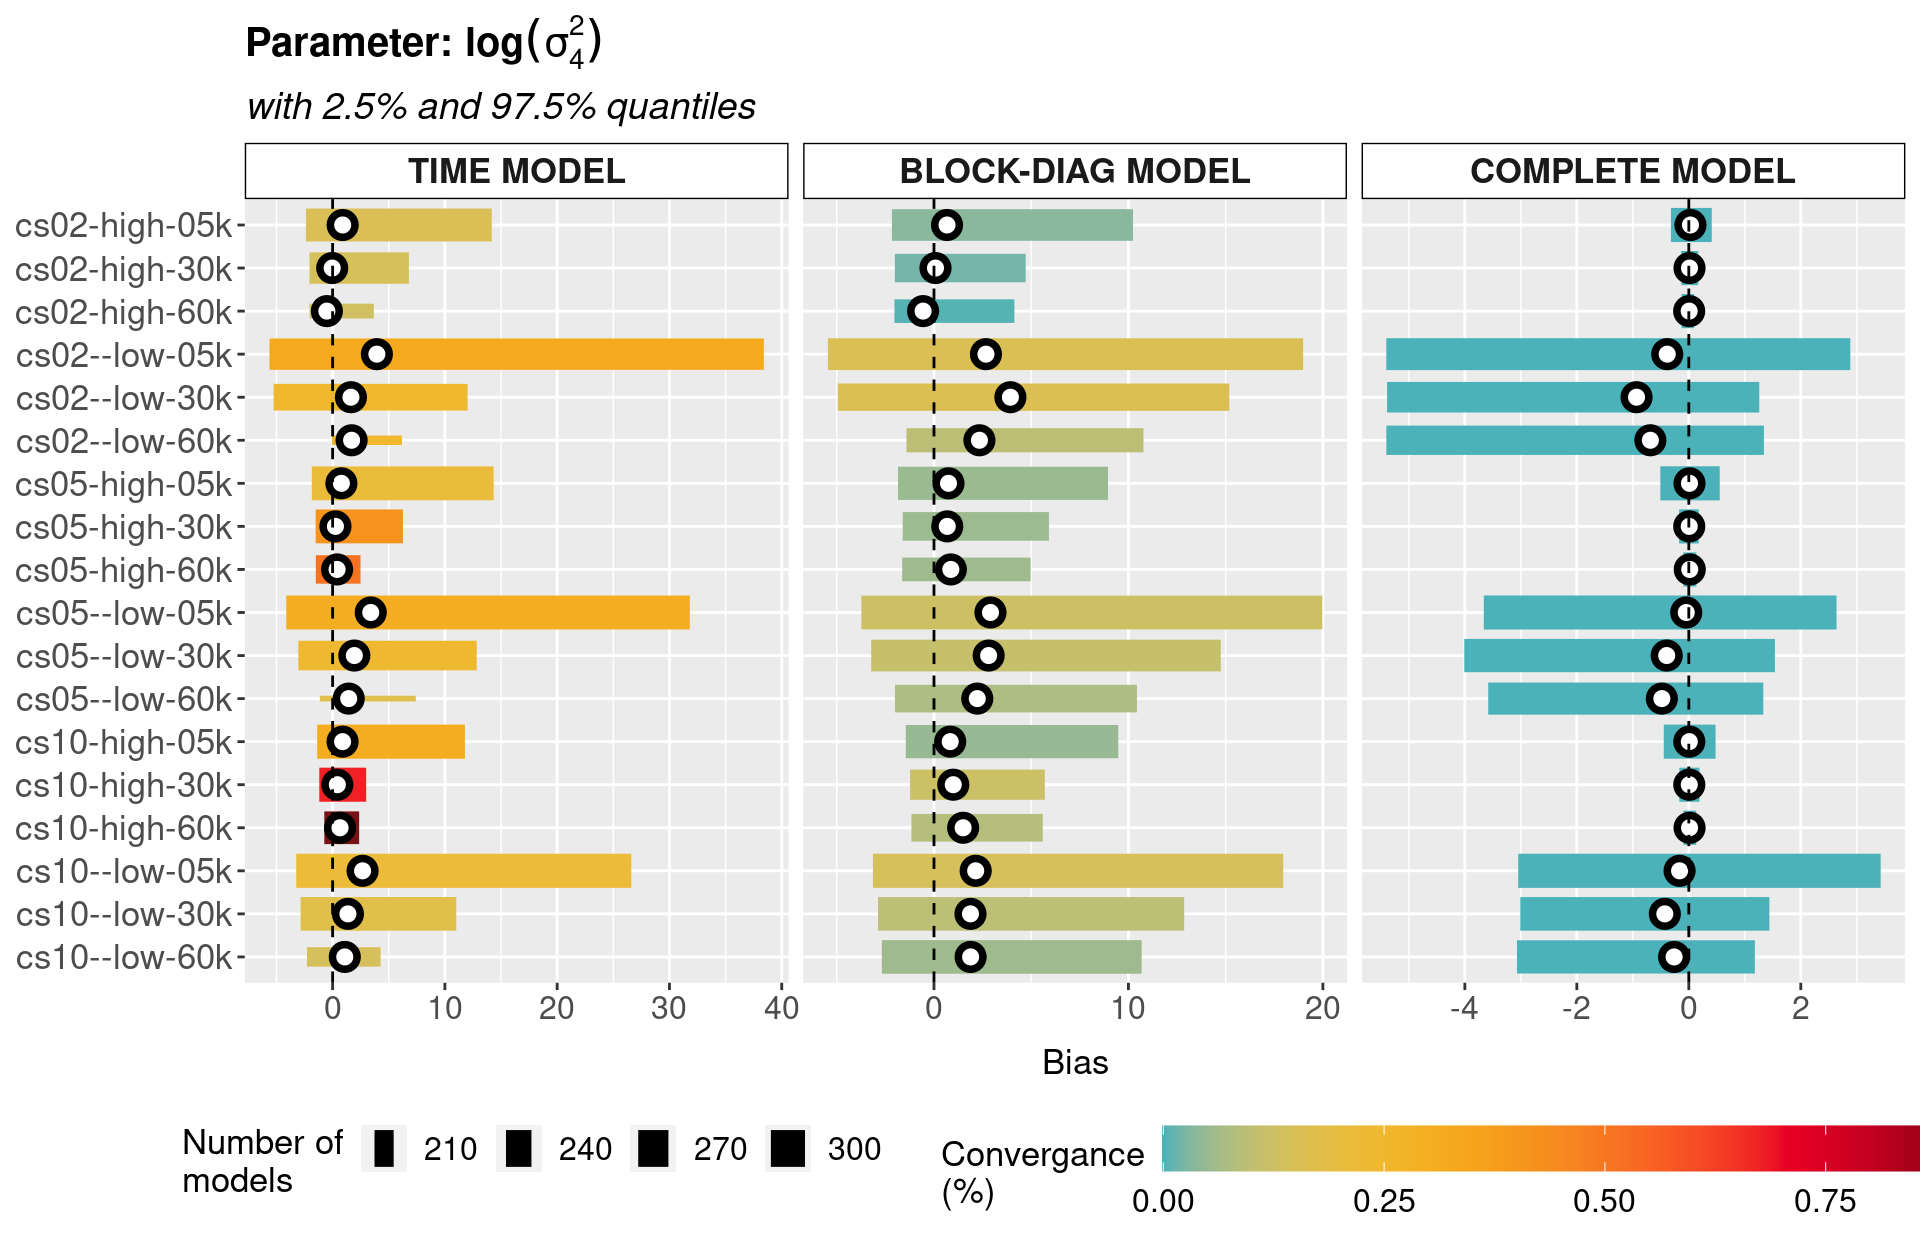 Parameter: log(σ₄²)
with 2.5% and 97.5% quantiles
TIME MODEL BLOCK-DIAG MODEL COMPLETE MODEL
cs02-high-05k
cs02-high-30k
cs02-high-60k
cs02--low-05k
cs02--low-30k
cs02--low-60k
cs05-high-05k
cs05-high-30k
cs05-high-60k
cs05--low-05k
cs05--low-30k
cs05--low-60k
cs10-high-05k
cs10-high-30k
cs10-high-60k
cs10--low-05k
cs10--low-30k
cs10--low-60k
0 10 20 30 40 0 10 20 -4 -2 0 2
Bias
Number of
models
210 240 270 300
Convergance
(%)
0.00 0.25 0.50 0.75